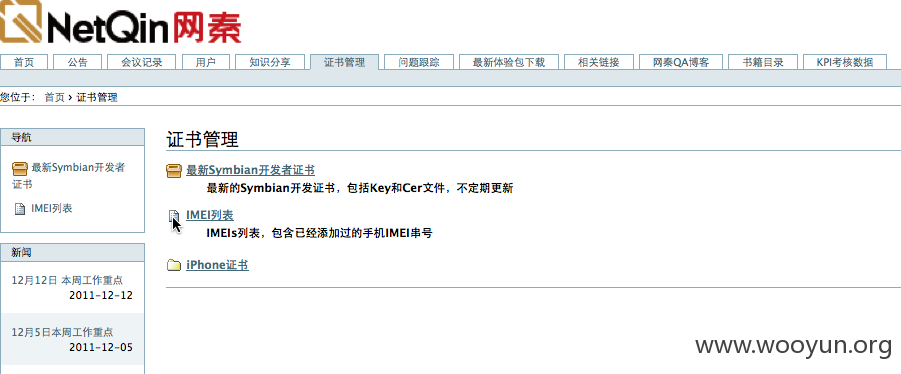 NetQin网秦
首页 公告 会议记录 用户 知识分享 证书管理 问题跟踪 最新体验包下载 相关链接 网秦QA博客 书籍目录 KPI考核数据
您位于： 首页 › 证书管理
导航
最新Symbian开发者
证书
IMEI列表
新闻
12月12日 本周工作重点
2011-12-12
12月5日本周工作重点
2011-12-05
证书管理
最新Symbian开发者证书
最新的Symbian开发证书，包括Key和Cer文件，不定期更新
IMEI列表
IMEIs列表，包含已经添加过的手机IMEI串号
iPhone证书
www.wooyun.org